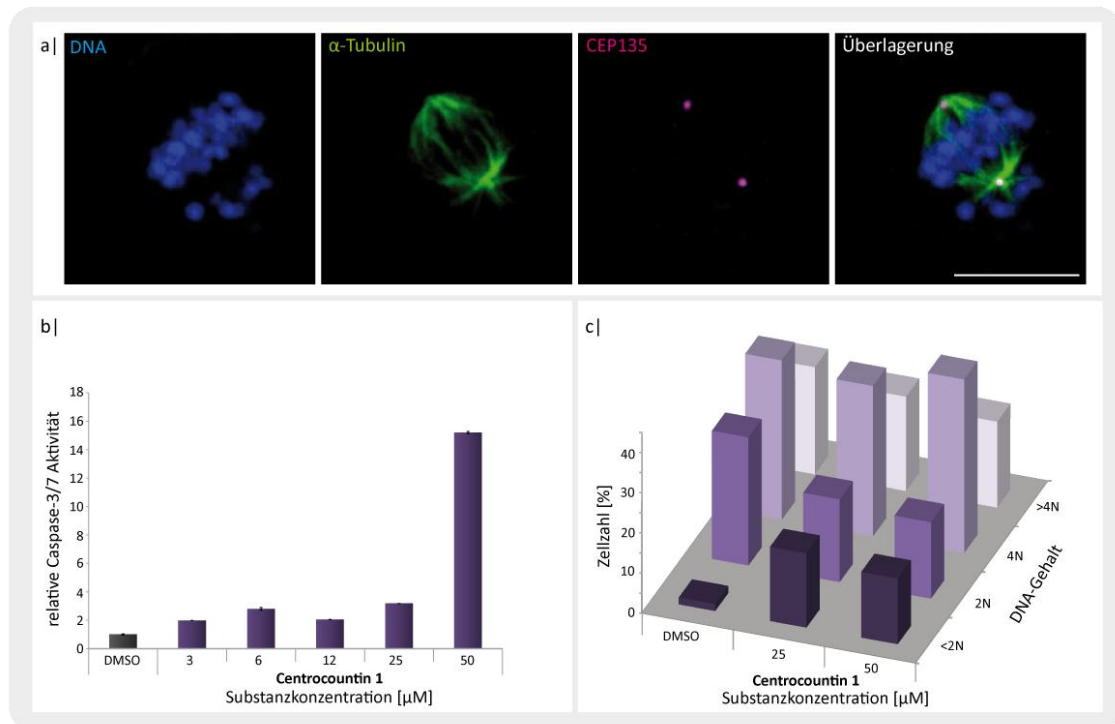 a|
DNA
α-Tubulin
CEP135
Überlagerung
b|
relative Caspase-3/7 Aktivität
18
16
14
12
10
8
6
4
2
0
DMSO 3 6 12 25 50
Centrocountin 1
Substanzkonzentration [µM]
c|
Zellzahl [%]
40
30
20
10
0
DMSO
25
50
Centrocountin 1
Substanzkonzentration [µM]
<2N
2N
4N
>4N
DNA-Gehalt